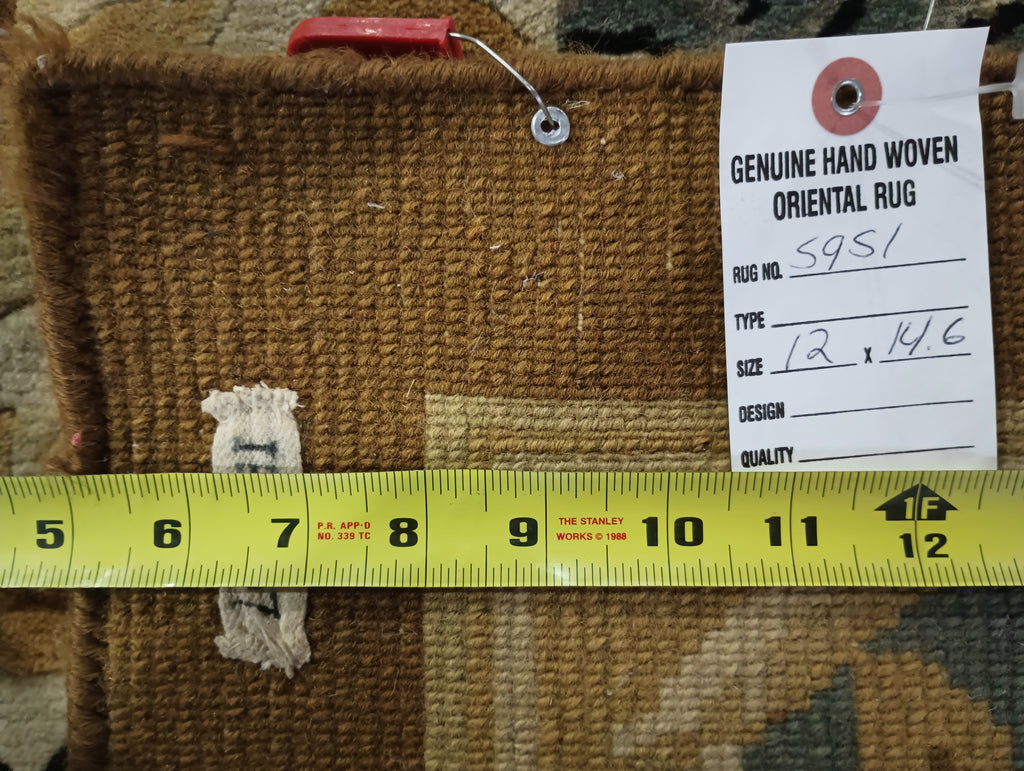 GENUINE HAND WOVEN
ORIENTAL RUG
RUG NO. 5951
TYPE
SIZE 12 x 14.6
DESIGN
QUALITY
5 6 7 P.R. APP·D 8 9 THE STANLEY 10 11 1F
NO. 339 TC WORKS © 1988 12